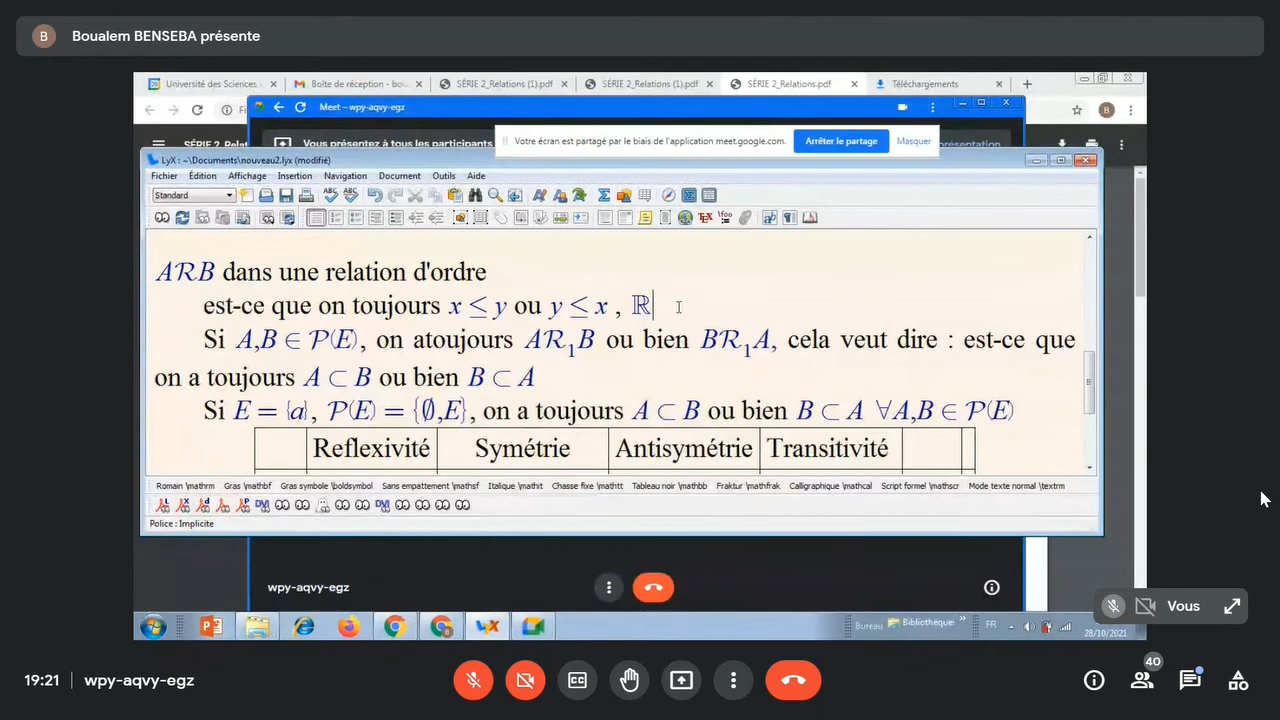 B Boualem BENSEBA présente
Université des Sciences
Boîte de réception - bou
SÉRIE 2_Relations (1).pdf
SÉRIE 2_Relations (1).pdf
SÉRIE 2_Relations.pdf
Téléchargements
Meet – wpy-aqvy-egz
B
SÉRIE 2_Relat
Vous présentez à tous les participants
Votre écran est partagé par le biais de l'application meet.google.com.
Arrêter le partage
Masquer
LyX : ~\Documents\nouveau2.lyx (modifié)
Fichier Édition Affichage Insertion Navigation Document Outils Aide
Standard
ARB dans une relation d'ordre
est-ce que on toujours x ≤ y ou y ≤ x , ℝ
Si A,B ∈ P(E), on atoujours AR₁B ou bien BR₁A, cela veut dire : est-ce que
on a toujours A ⊂ B ou bien B ⊂ A
Si E = {a}, P(E) = {∅,E}, on a toujours A ⊂ B ou bien B ⊂ A ∀A,B ∈ P(E)
Reflexivité Symétrie Antisymétrie Transitivité
Romain \mathrm Gras \mathbf Gras symbole \boldsymbol Sans empattement \mathsf Italique \mathit Chasse fixe \mathtt Tableau noir \mathbb Fraktur \mathfrak Calligraphique \mathcal Script formel \mathscr Mode texte normal \textrm
Police : Implicite
wpy-aqvy-egz
Vous
Bureau Bibliothèque » FR
28/10/2021
40
19:21 wpy-aqvy-egz